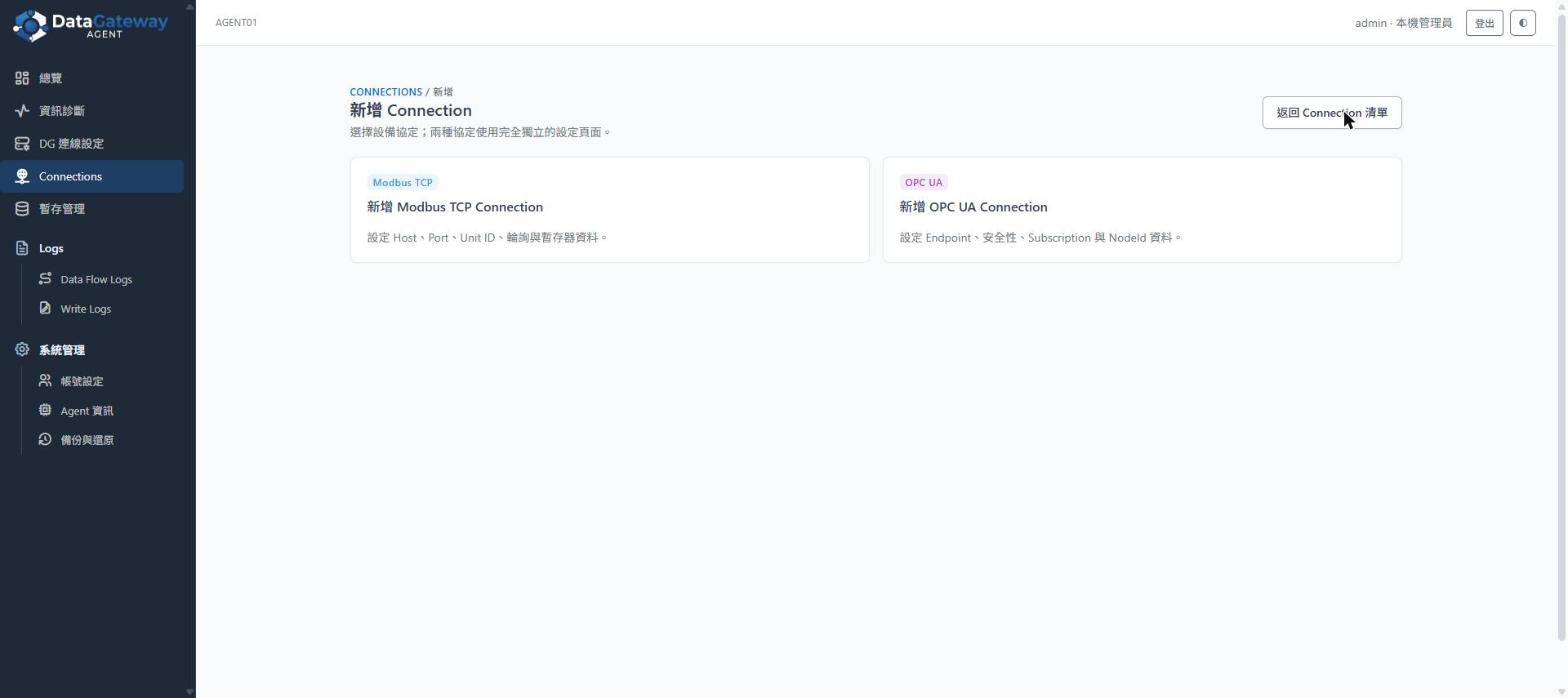 DataGateway
AGENT
AGENT01
admin · 本機管理員
登出
總覽
資訊診斷
DG 連線設定
Connections
暫存管理
Logs
Data Flow Logs
Write Logs
系統管理
帳號設定
Agent 資訊
備份與還原
CONNECTIONS / 新增
新增 Connection
選擇設備協定；兩種協定使用完全獨立的設定頁面。
返回 Connection 清單
Modbus TCP
新增 Modbus TCP Connection
設定 Host、Port、Unit ID、輪詢與暫存器資料。
OPC UA
新增 OPC UA Connection
設定 Endpoint、安全性、Subscription 與 NodeId 資料。